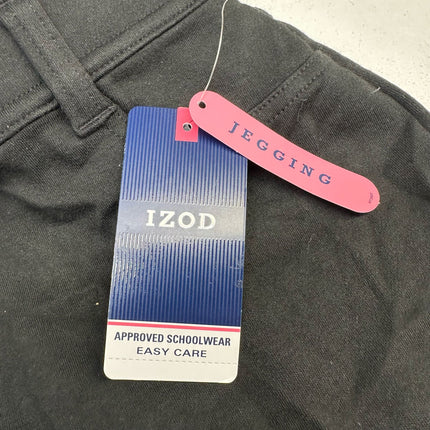 JEGGING
IZOD
APPROVED SCHOOLWEAR
EASY CARE